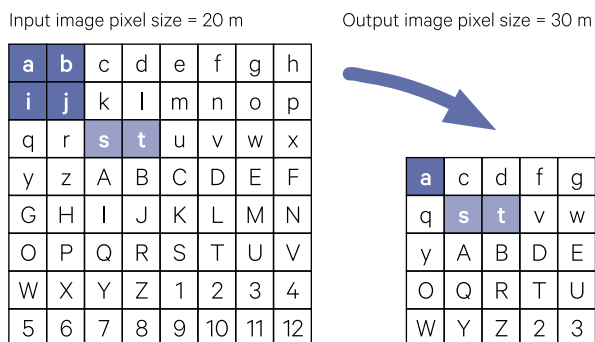 Input image pixel size = 20 m
Output image pixel size = 30 m
a b c d e f g h
i j k l m n o p
q r s t u v w x
y z A B C D E F
G H I J K L M N
O P Q R S T U V
W X Y Z 1 2 3 4
5 6 7 8 9 10 11 12
a c d f g
q s t v w
y A B D E
O Q R T U
W Y Z 2 3